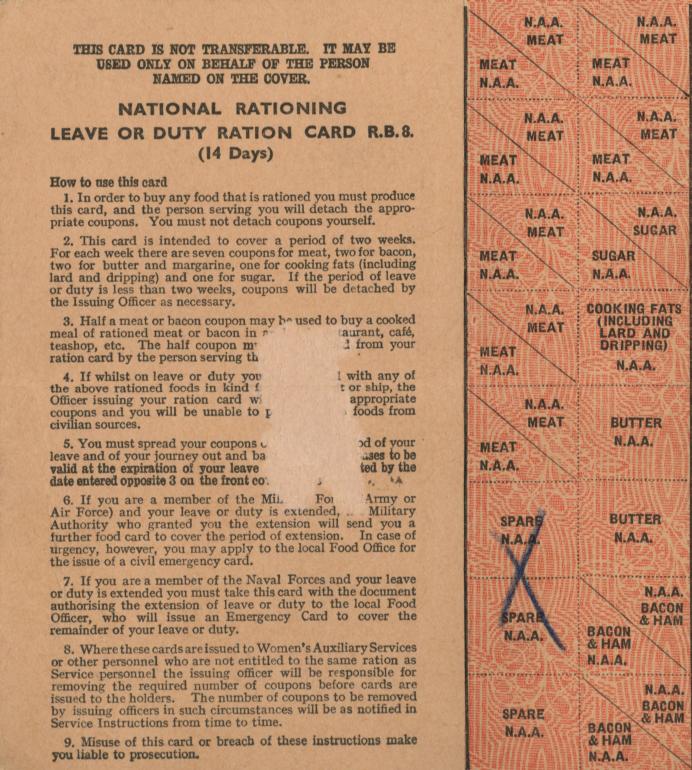 THIS CARD IS NOT TRANSFERABLE. IT MAY BE
USED ONLY ON BEHALF OF THE PERSON
NAMED ON THE COVER.
NATIONAL RATIONING
LEAVE OR DUTY RATION CARD R.B.8.
(14 Days)
How to use this card
1. In order to buy any food that is rationed you must produce
this card, and the person serving you will detach the appro-
priate coupons. You must not detach coupons yourself.
2. This card is intended to cover a period of two weeks.
For each week there are seven coupons for meat, two for bacon,
two for butter and margarine, one for cooking fats (including
lard and dripping) and one for sugar. If the period of leave
or duty is less than two weeks, coupons will be detached by
the Issuing Officer as necessary.
3. Half a meat or bacon coupon may be used to buy a cooked
meal of rationed meat or bacon in café,
teashop, etc. The half coupon from your
ration card by the person serving
4. If whilst on leave or duty you with any of
the above rationed foods in kind or ship, the
Officer issuing your ration card appropriate
coupons and you will be unable to foods from
civilian sources.
5. You must spread your coupons of your
leave and of your journey out and to be
valid at the expiration of your leave by the
date entered opposite 3 on the front
6. If you are a member of the Army or
Air Force) and your leave or duty is extended, Military
Authority who granted you the extension will send you a
further food card to cover the period of extension. In case of
urgency, however, you may apply to the local Food Office for
the issue of a civil emergency card.
7. If you are a member of the Naval Forces and your leave
or duty is extended you must take this card with the document
authorising the extension of leave or duty to the local Food
Officer, who will issue an Emergency Card to cover the
remainder of your leave or duty.
8. Where these cards are issued to Women's Auxiliary Services
or other personnel who are not entitled to the same ration as
Service personnel the issuing officer will be responsible for
removing the required number of coupons before cards are
issued to the holders. The number of coupons to be removed
by issuing officers in such circumstances will be as notified in
Service Instructions from time to time.
9. Misuse of this card or breach of these instructions make
you liable to prosecution.
N.A.A.
MEAT
MEAT
N.A.A.
N.A.A.
MEAT
MEAT
N.A.A.
N.A.A.
MEAT
MEAT
N.A.A.
N.A.A.
MEAT
MEAT
N.A.A.
N.A.A.
MEAT
MEAT
N.A.A.
N.A.A.
SUGAR
SUGAR
N.A.A.
N.A.A.
MEAT
MEAT
N.A.A.
COOKING FATS
(INCLUDING
LARD AND
DRIPPING)
N.A.A.
N.A.A.
MEAT
MEAT
N.A.A.
BUTTER
N.A.A.
SPARE
N.A.A.
BUTTER
N.A.A.
SPARE
N.A.A.
N.A.A.
BACON
& HAM
BACON
& HAM
N.A.A.
SPARE
N.A.A.
N.A.A.
BACON
& HAM
BACON
& HAM
N.A.A.